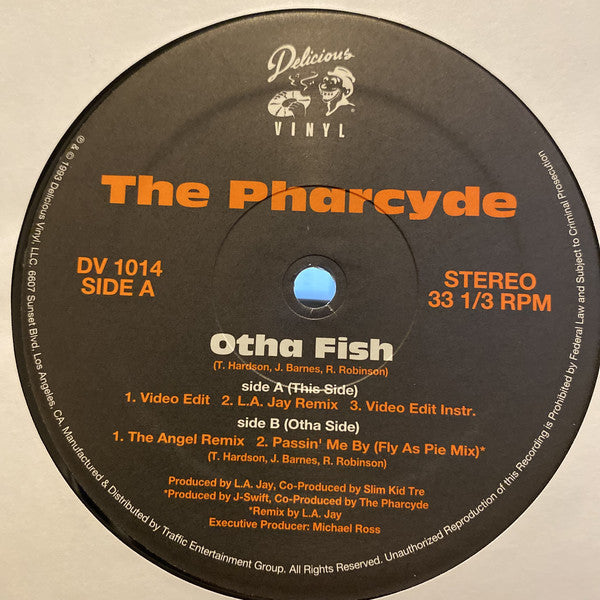 Delicious
VINYL
®
The Pharcyde
DV 1014
SIDE A
STEREO
33 1/3 RPM
Otha Fish
(T. Hardson, J. Barnes, R. Robinson)
side A (This Side)
1. Video Edit 2. L.A. Jay Remix 3. Video Edit Instr.
side B (Otha Side)
1. The Angel Remix 2. Passin' Me By (Fly As Pie Mix)*
(T. Hardson, J. Barnes, R. Robinson)
Produced by L.A. Jay, Co-Produced by Slim Kid Tre
*Produced by J-Swift, Co-Produced by The Pharcyde
*Remix by L.A. Jay
Executive Producer: Michael Ross
℗ & © 1993 Delicious Vinyl, LLC. 6607 Sunset Blvd. Los Angeles, CA. Manufactured & Distributed by Traffic Entertainment Group. All Rights Reserved. Unauthorized Reproduction of this Recording is Prohibited by Federal Law and Subject to Criminal Prosecution